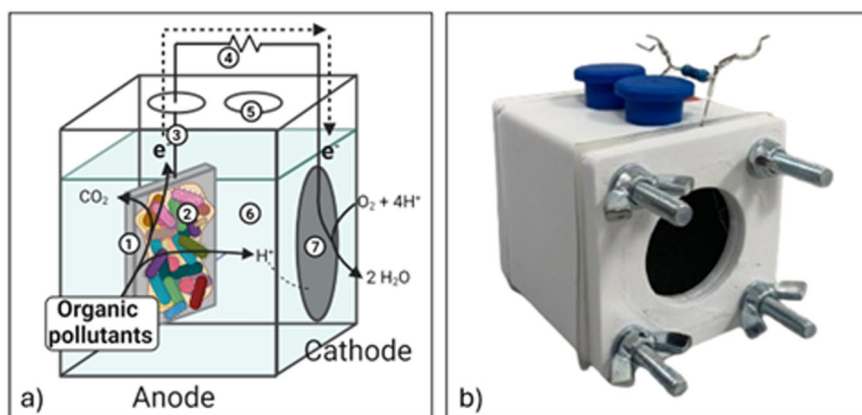 ④
⑤
③
e⁻
e⁻
CO₂
②
⑥
O₂ + 4H⁺
①
H⁺
⑦
2 H₂O
Organic
pollutants
Cathode
a)
Anode
b)